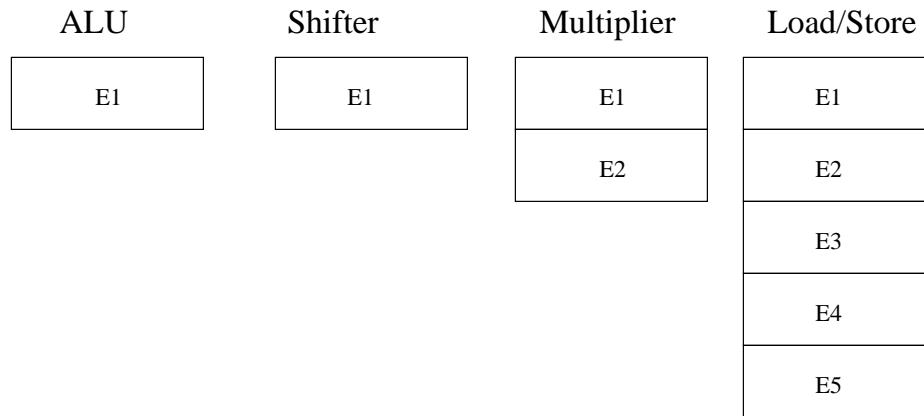 ALU Shifter Multiplier Load/Store
E1 E1 E1 E1
E2 E2
E3
E4
E5